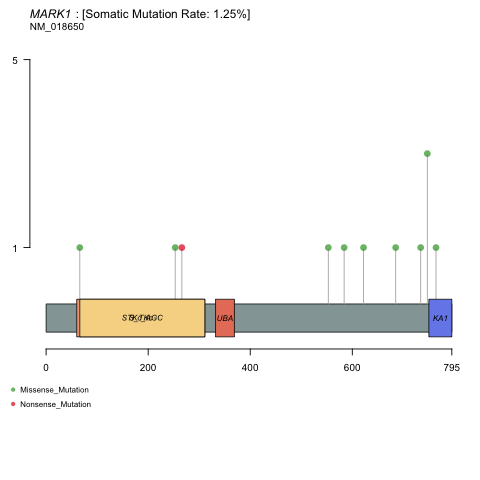 MARK1 : [Somatic Mutation Rate: 1.25%]
NM_018650
5
1
UBA
KA1
0
200
400
600
795
Missense_Mutation
Nonsense_Mutation